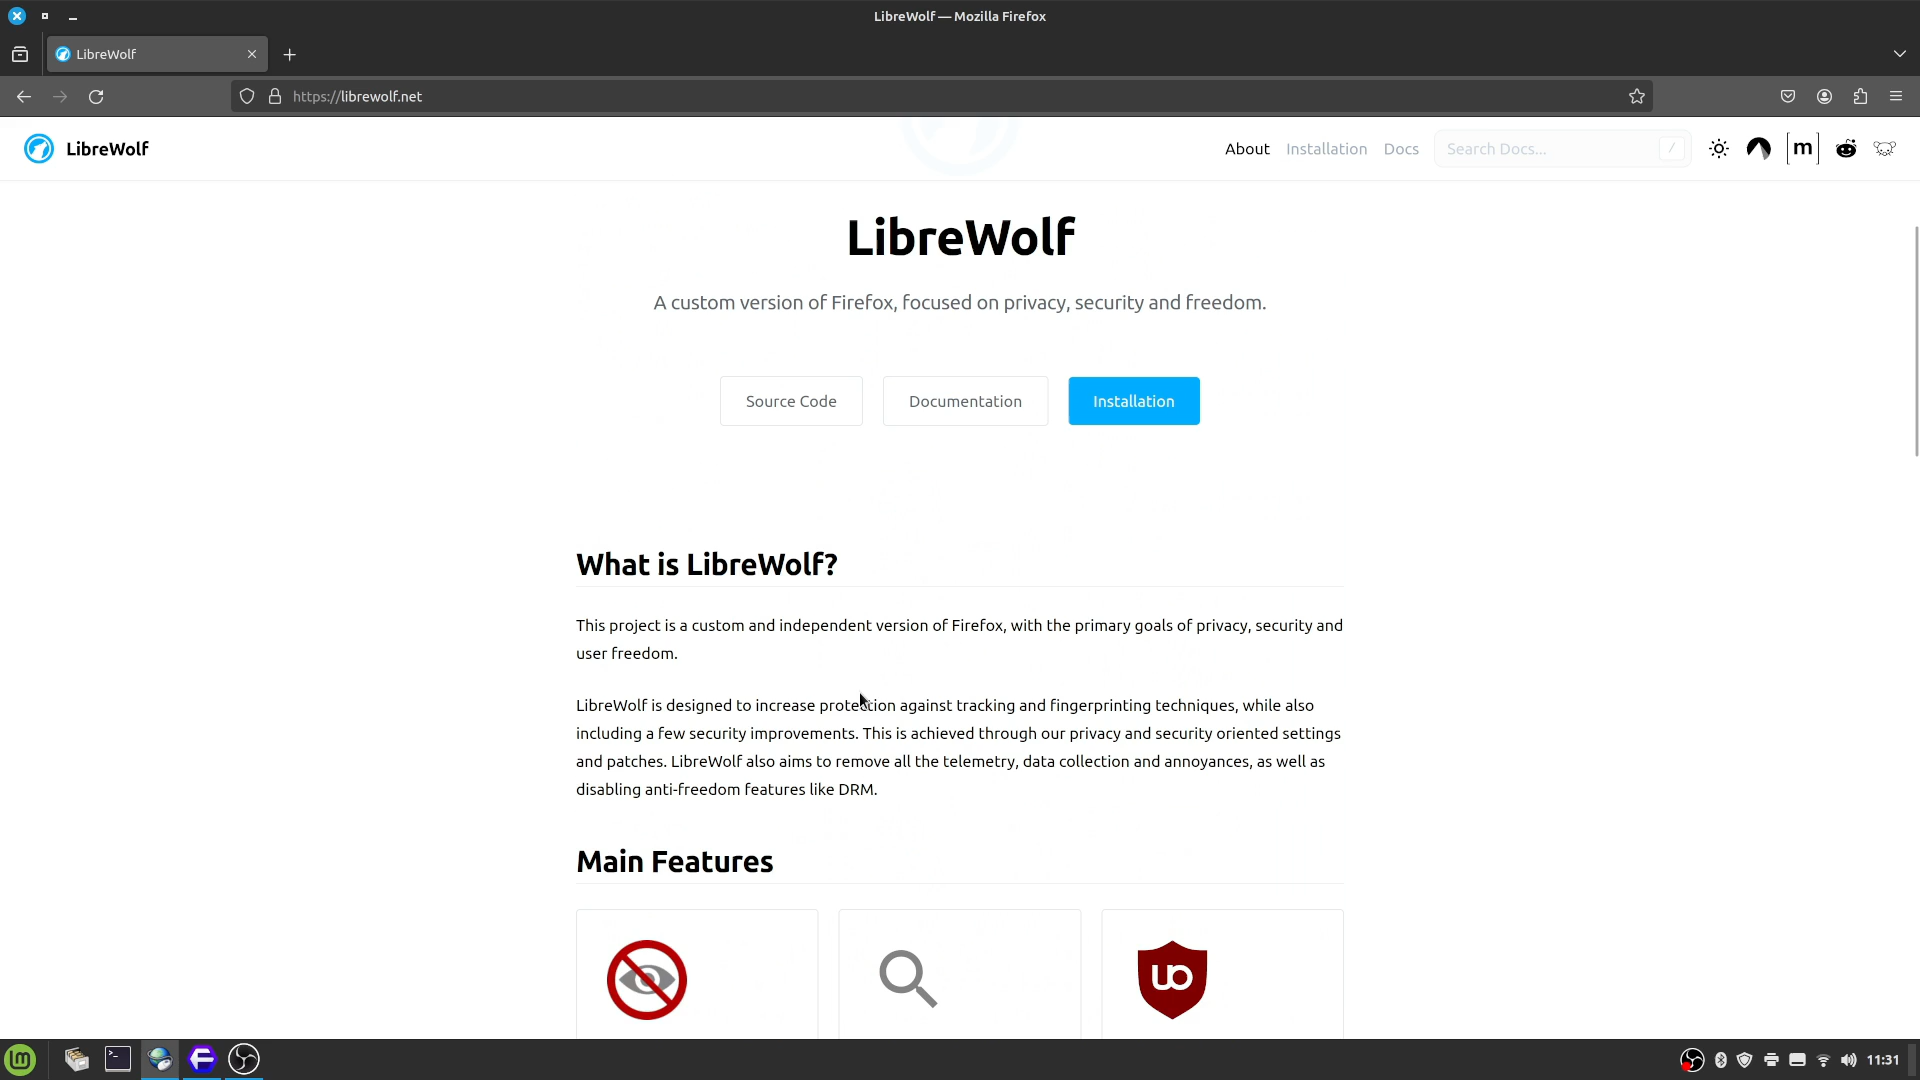 LibreWolf — Mozilla Firefox
LibreWolf
https://librewolf.net
LibreWolf
About Installation Docs Search Docs... / m
LibreWolf
A custom version of Firefox, focused on privacy, security and freedom.
Source Code Documentation Installation
What is LibreWolf?
This project is a custom and independent version of Firefox, with the primary goals of privacy, security and
user freedom.
LibreWolf is designed to increase protection against tracking and fingerprinting techniques, while also
including a few security improvements. This is achieved through our privacy and security oriented settings
and patches. LibreWolf also aims to remove all the telemetry, data collection and annoyances, as well as
disabling anti-freedom features like DRM.
Main Features
uo
11:31